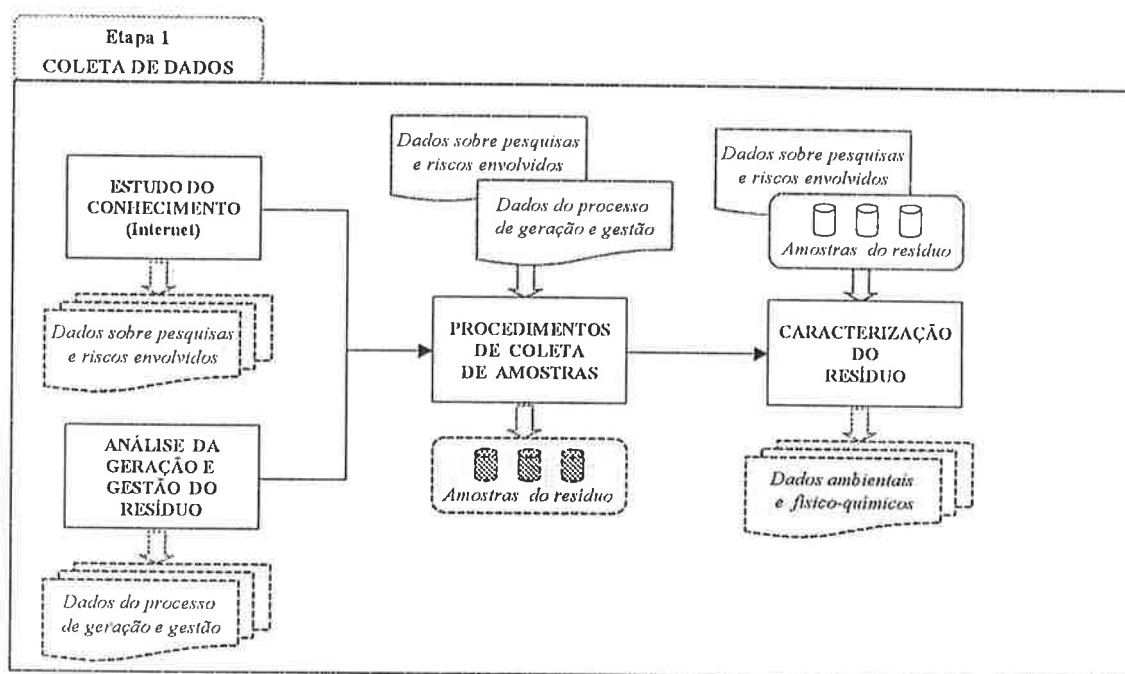 Etapa 1
COLETA DE DADOS
ESTUDO DO
CONHECIMENTO
(Internet)
Dados sobre pesquisas
e riscos envolvidos
ANÁLISE DA
GERAÇÃO E
GESTÃO DO
RESÍDUO
Dados do processo
de geração e gestão
Dados sobre pesquisas
e riscos envolvidos
Dados do processo
de geração e gestão
PROCEDIMENTOS
DE COLETA
DE AMOSTRAS
Amostras do resíduo
Dados sobre pesquisas
e riscos envolvidos
Amostras do resíduo
CARACTERIZAÇÃO
DO
RESÍDUO
Dados ambientais
e físico-químicos